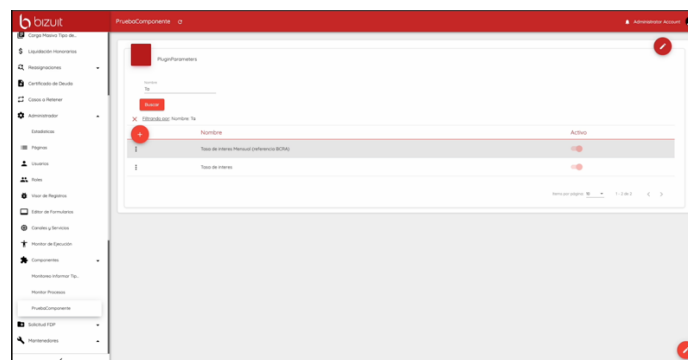 bizuit
PruebaComponente
Administrator Account
Carga Masiva Tipo de...
Liquidación Honorarios
Reasignaciones
Certificado de Deuda
Casos a Retener
Administrador
Estadísticas
Páginas
Usuarios
Roles
Visor de Registros
Editor de Formularios
Canales y Servicios
Monitor de Ejecución
Componentes
Monitoreo Informar Tip...
Monitor Procesos
PruebaComponente
Solicitud FDF
Mantenedores
PluginParameters
Nombre
Ta
Buscar
Filtrando por: Nombre: Ta
Nombre Activo
Tasa de Interes Mensual (referencia BCRA)
Tasa de interes
Items por página: 15 1 - 2 de 2